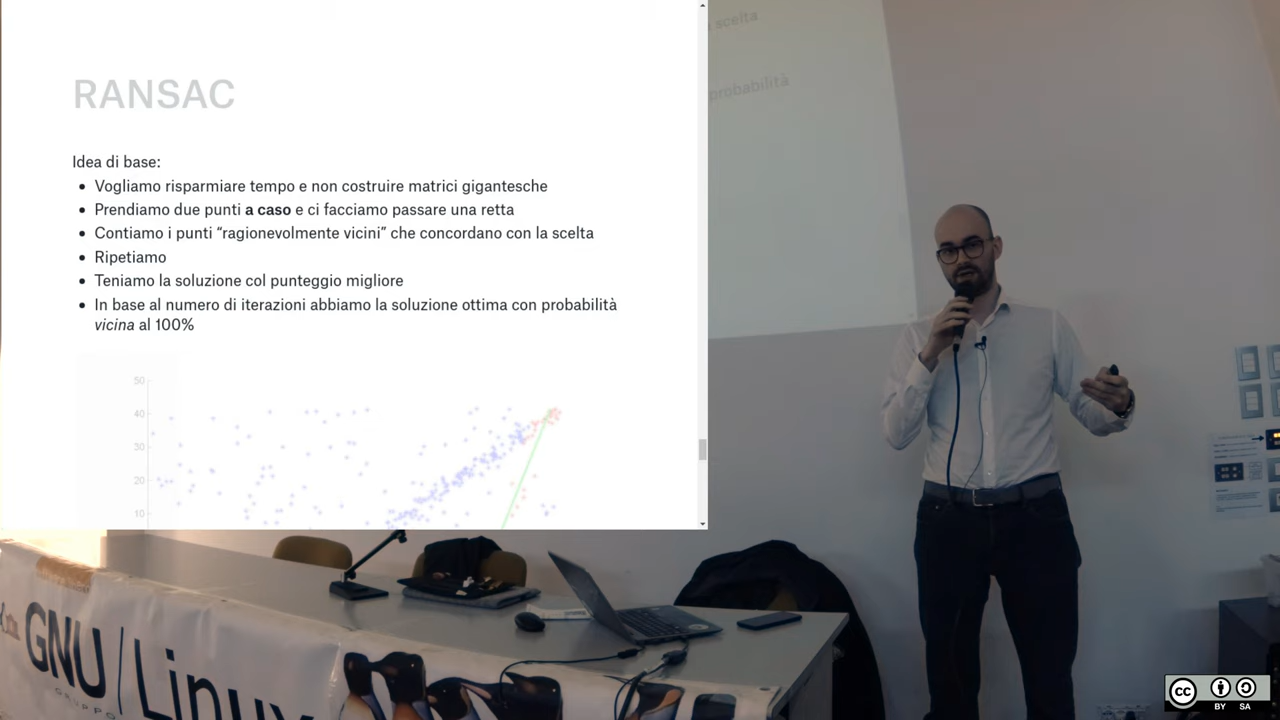 RANSAC
Idea di base:
Vogliamo risparmiare tempo e non costruire matrici gigantesche
Prendiamo due punti a caso e ci facciamo passare una retta
Contiamo i punti “ragionevolmente vicini” che concordano con la scelta
Ripetiamo
Teniamo la soluzione col punteggio migliore
In base al numero di iterazioni abbiamo la soluzione ottima con probabilità
vicina al 100%
50
40
30
20
10
scelta
probabilità
GNU/Linux
GRUPPO
cc
BY SA